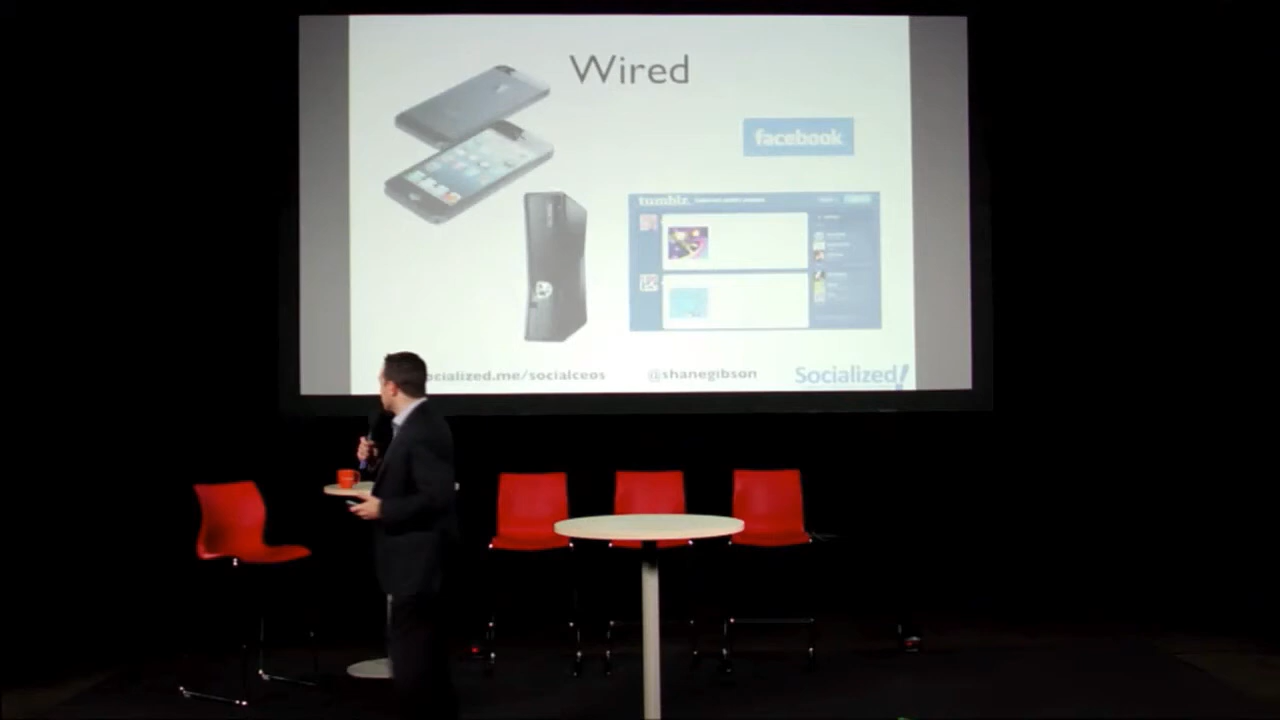 Wired
facebook
tumblr.
ocialized.me/socialceos
@shanegibson
Socialized!